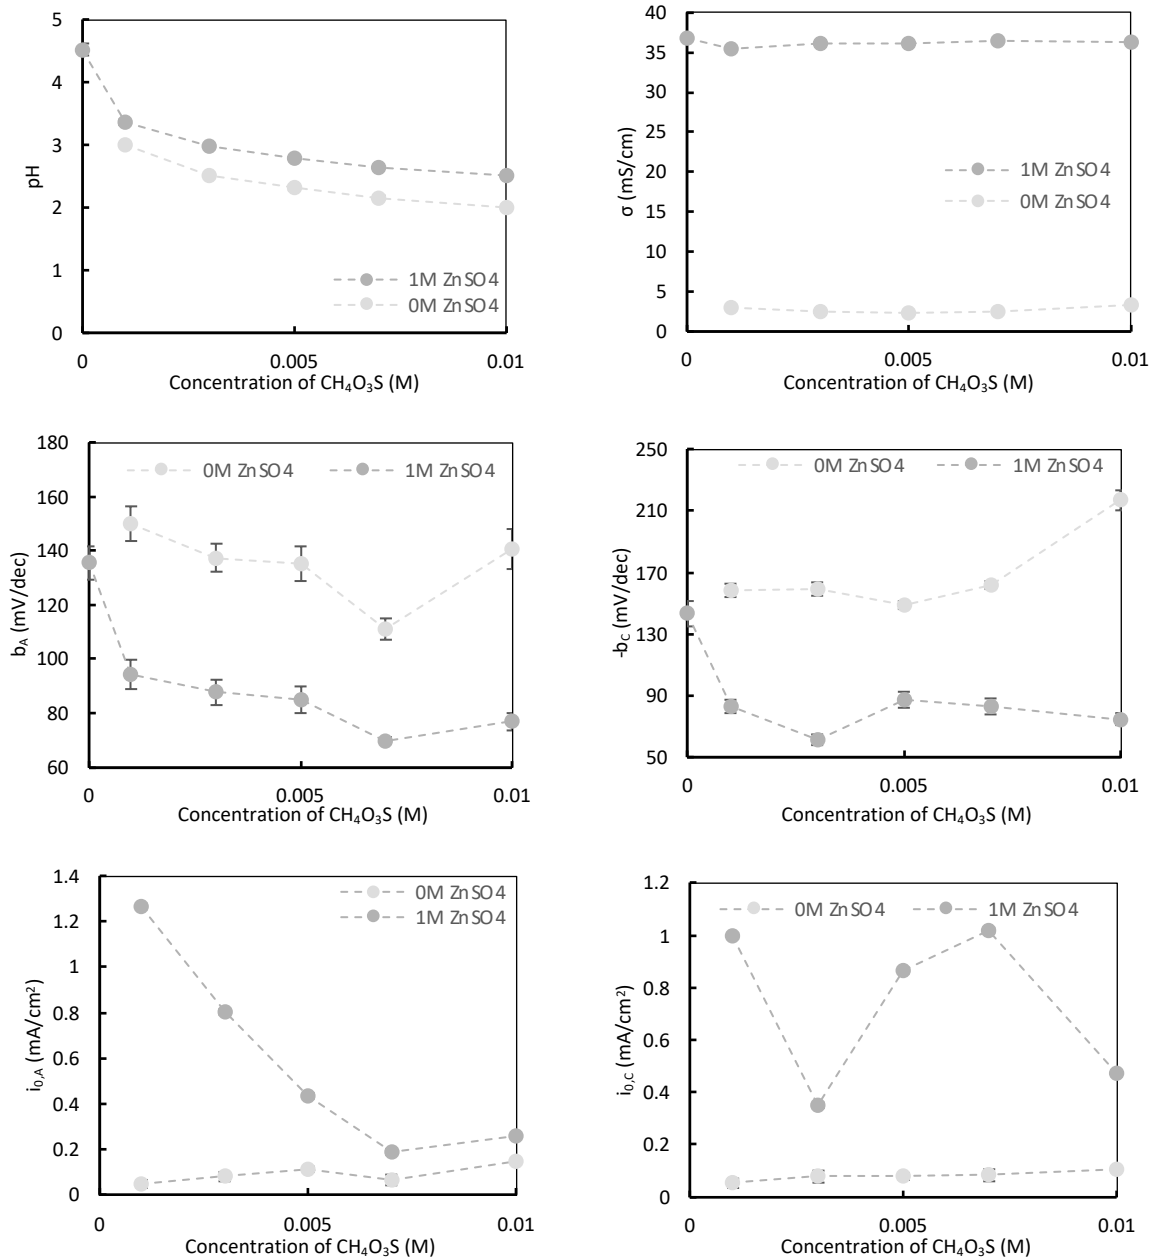 5
4
3
2
1
0
pH
1M ZnSO4
0M ZnSO4
0 0.005 0.01
Concentration of CH₄O₃S (M)
40
35
30
25
20
15
10
5
0
σ (mS/cm)
1M ZnSO4
0M ZnSO4
0 0.005 0.01
Concentration of CH₄O₃S (M)
180
160
140
120
100
80
60
b_A (mV/dec)
0M ZnSO4 1M ZnSO4
0 0.005 0.01
Concentration of CH₄O₃S (M)
250
210
170
130
90
50
-b_C (mV/dec)
0M ZnSO4 1M ZnSO4
0 0.005 0.01
Concentration of CH₄O₃S (M)
1.4
1.2
1
0.8
0.6
0.4
0.2
0
i₀,A (mA/cm²)
0M ZnSO4
1M ZnSO4
0 0.005 0.01
Concentration of CH₄O₃S (M)
1.2
1
0.8
0.6
0.4
0.2
0
i₀,C (mA/cm²)
0M ZnSO4 1M ZnSO4
0 0.005 0.01
Concentration of CH₄O₃S (M)